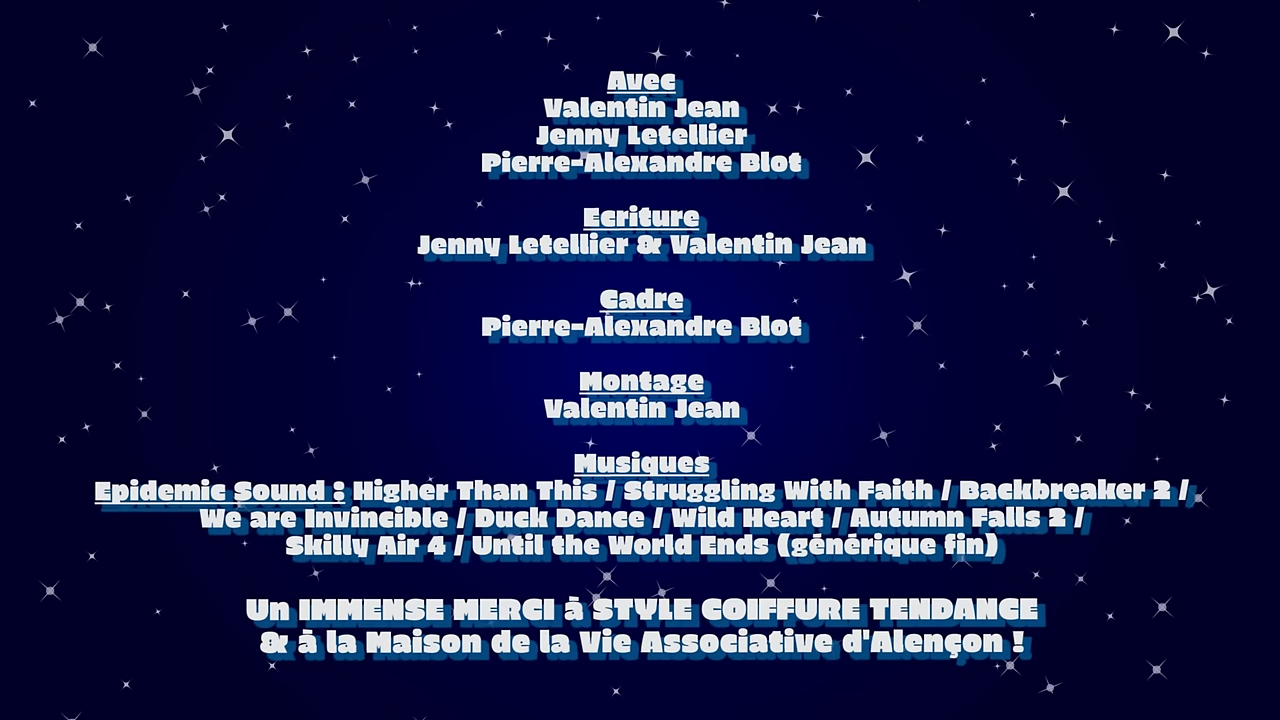 Avec
Valentin Jean
Jenny Letellier
Pierre-Alexandre Blot
Ecriture
Jenny Letellier & Valentin Jean
Cadre
Pierre-Alexandre Blot
Montage
Valentin Jean
Musiques
Epidemic Sound : Higher Than This / Struggling With Faith / Backbreaker 2 /
We are Invincible / Duck Dance / Wild Heart / Autumn Falls 2 /
Skilly Air 4 / Until the World Ends (générique fin)
Un IMMENSE MERCI à STYLE COIFFURE TENDANCE
& à la Maison de la Vie Associative d'Alençon !